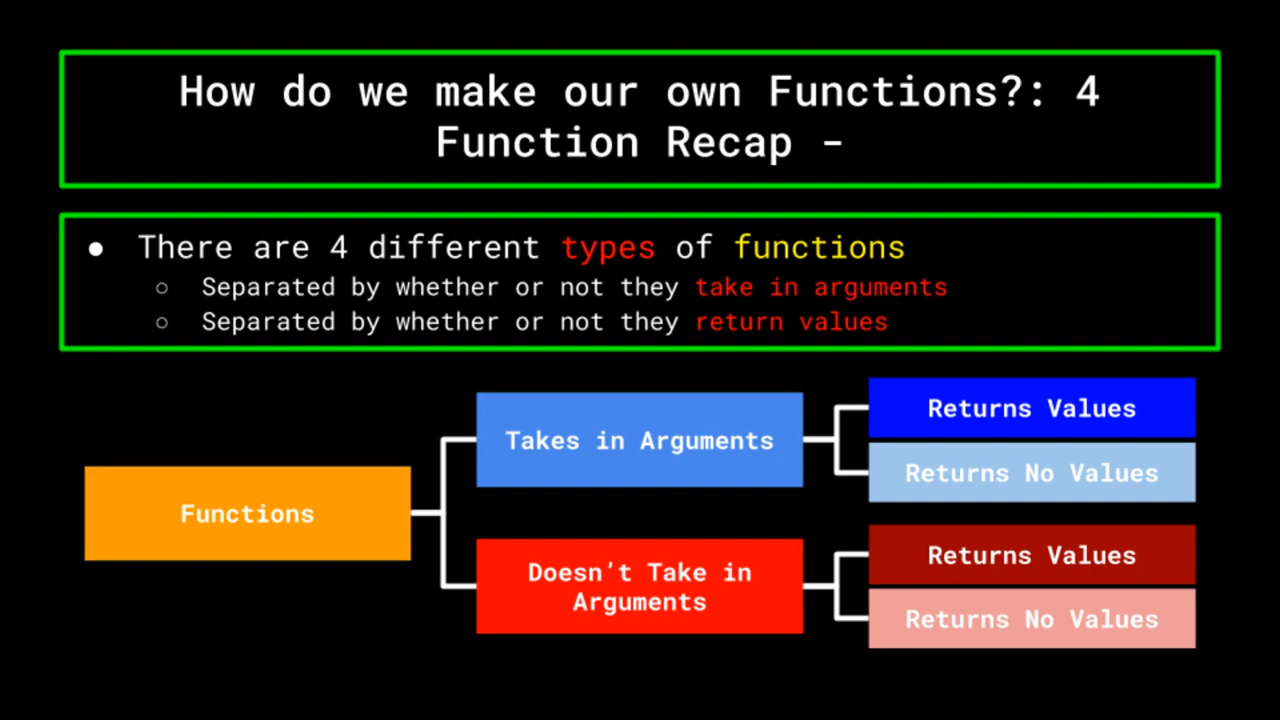 How do we make our own Functions?: 4
Function Recap -
● There are 4 different types of functions
○ Separated by whether or not they take in arguments
○ Separated by whether or not they return values
Functions
Takes in Arguments
Returns Values
Returns No Values
Doesn’t Take in
Arguments
Returns Values
Returns No Values